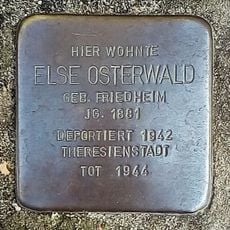 HIER WOHNTE
ELSE OSTERWALD
GEB. FRIEDHEIM
JG. 1881
DEPORTIERT 1942
THERESIENSTADT
TOT 1944